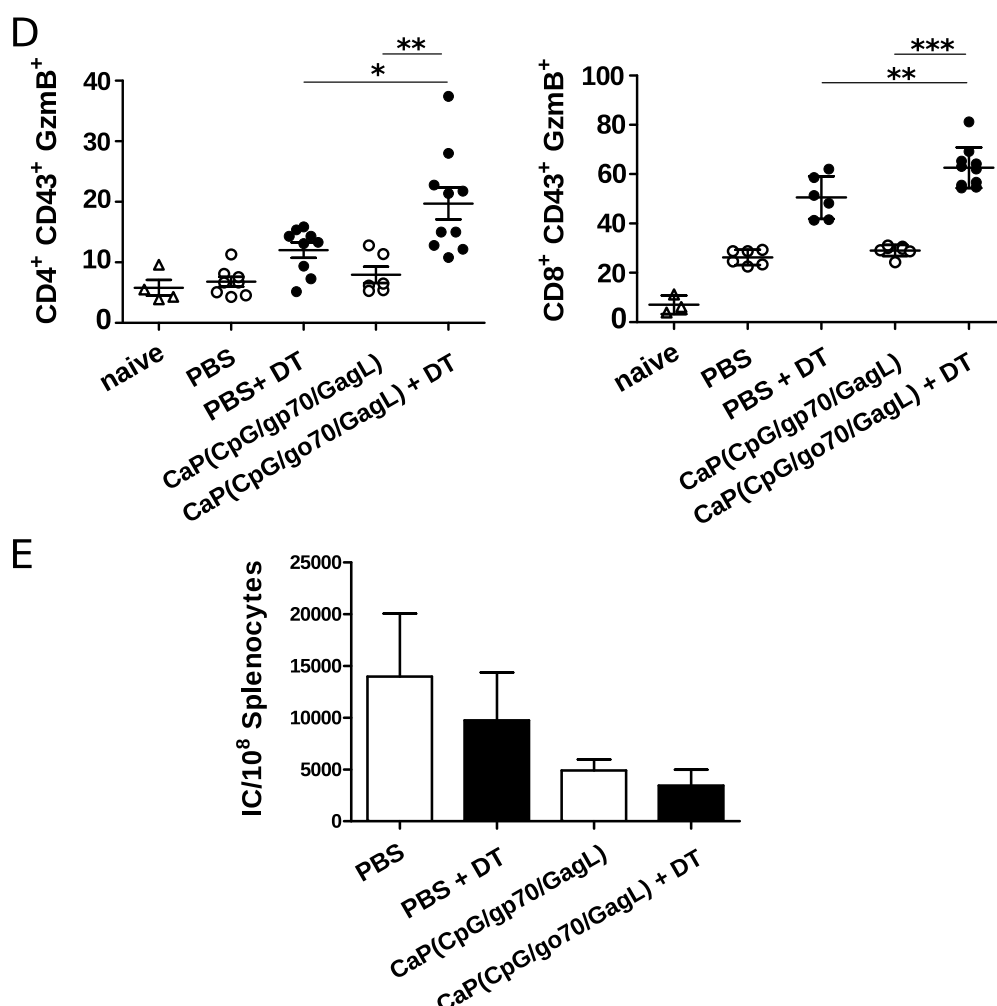 D
CD4+ CD43+ GzmB+
40
30
20
10
0
**
*
naive
PBS
PBS+ DT
CaP(CpG/gp70/GagL)
CaP(CpG/go70/GagL) + DT
CD8+ CD43+ GzmB+
100
80
60
40
20
0
***
**
naive
PBS
PBS + DT
CaP(CpG/gp70/GagL)
CaP(CpG/go70/GagL) + DT
E
IC/10⁸ Splenocytes
25000
20000
15000
10000
5000
0
PBS
PBS + DT
CaP(CpG/gp70/GagL)
CaP(CpG/go70/GagL) + DT